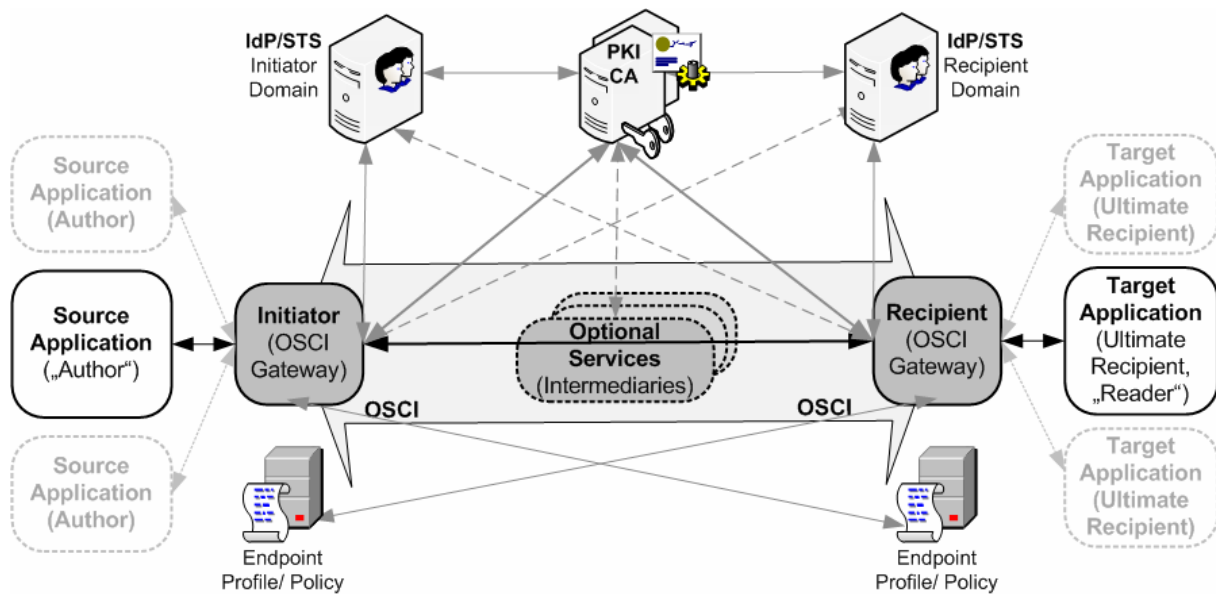 IdP/STS
Initiator
Domain
PKI
CA
IdP/STS
Recipient
Domain
Source
Application
(Author)
Target
Application
(Ultimate
Recipient)
Source
Application
(„Author“)
Initiator
(OSCI
Gateway)
Optional
Services
(Intermediaries)
Recipient
(OSCI
Gateway)
Target
Application
(Ultimate
Recipient,
„Reader“)
OSCI
OSCI
Source
Application
(Author)
Target
Application
(Ultimate
Recipient)
Endpoint
Profile/ Policy
Endpoint
Profile/ Policy